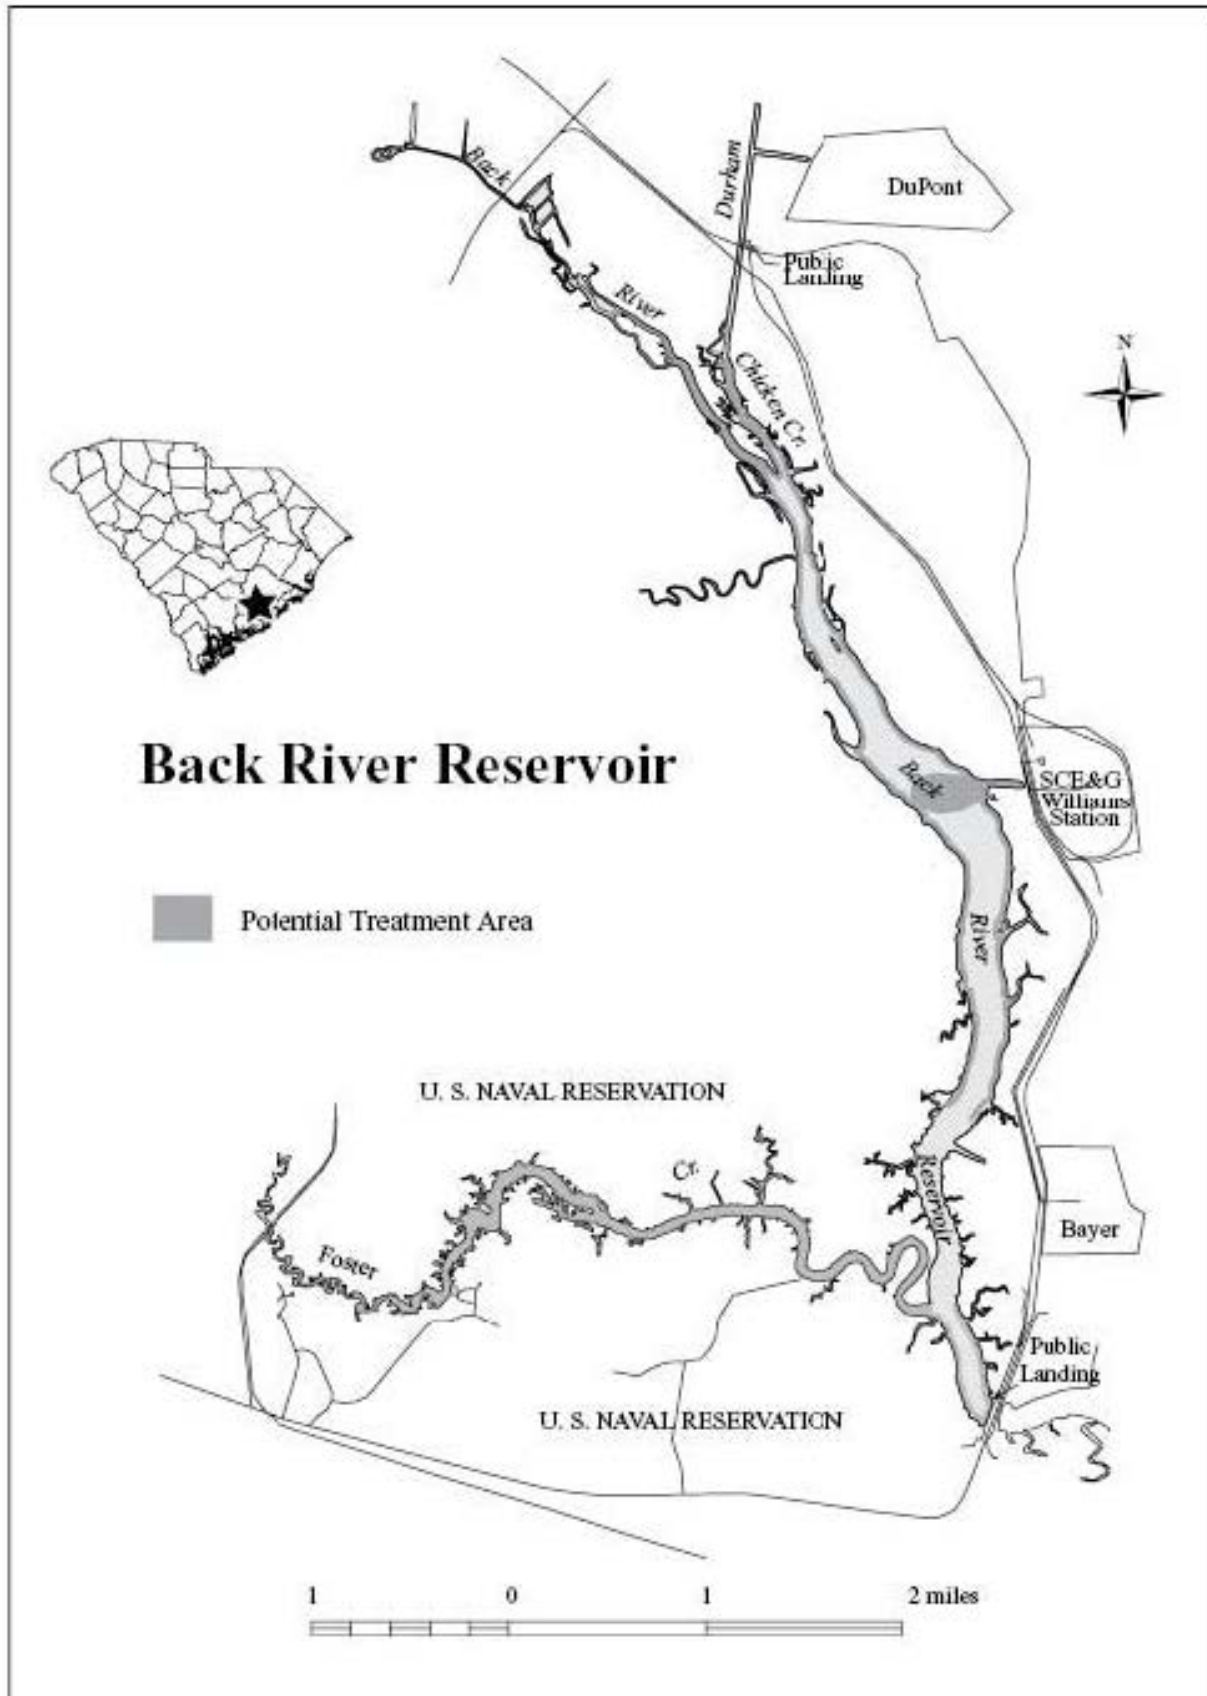 Back
Durham
DuPont
Public
Landing
River
N
Chicken Cr.
Back River Reservoir
Back
SCE&G
Williams
Station
Potential Treatment Area
River
U. S. NAVAL RESERVATION
Cr.
Reservoir
Foster
Bayer
Public
Landing
U. S. NAVAL RESERVATION
1 0 1 2 miles